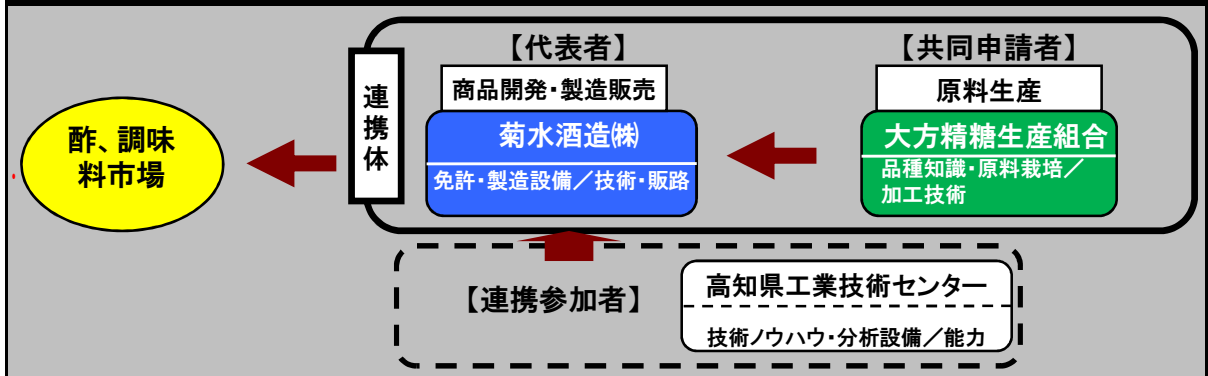 酢、調味
料市場
連
携
体
【代表者】
商品開発・製造販売
菊水酒造㈱
免許・製造設備／技術・販路
【共同申請者】
原料生産
大方精糖生産組合
品種知識・原料栽培／
加工技術
【連携参加者】
高知県工業技術センター
技術ノウハウ・分析設備／能力